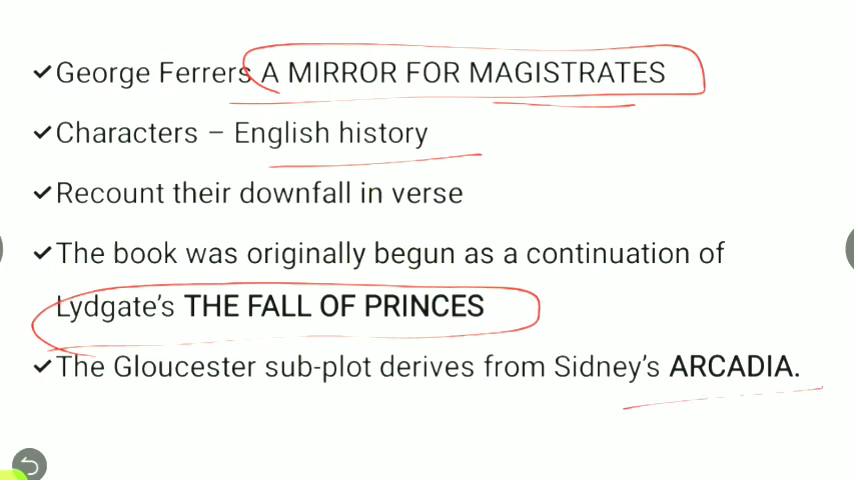 ✓George Ferrers A MIRROR FOR MAGISTRATES
✓Characters – English history
✓Recount their downfall in verse
✓The book was originally begun as a continuation of
Lydgate's THE FALL OF PRINCES
✓The Gloucester sub-plot derives from Sidney's ARCADIA.